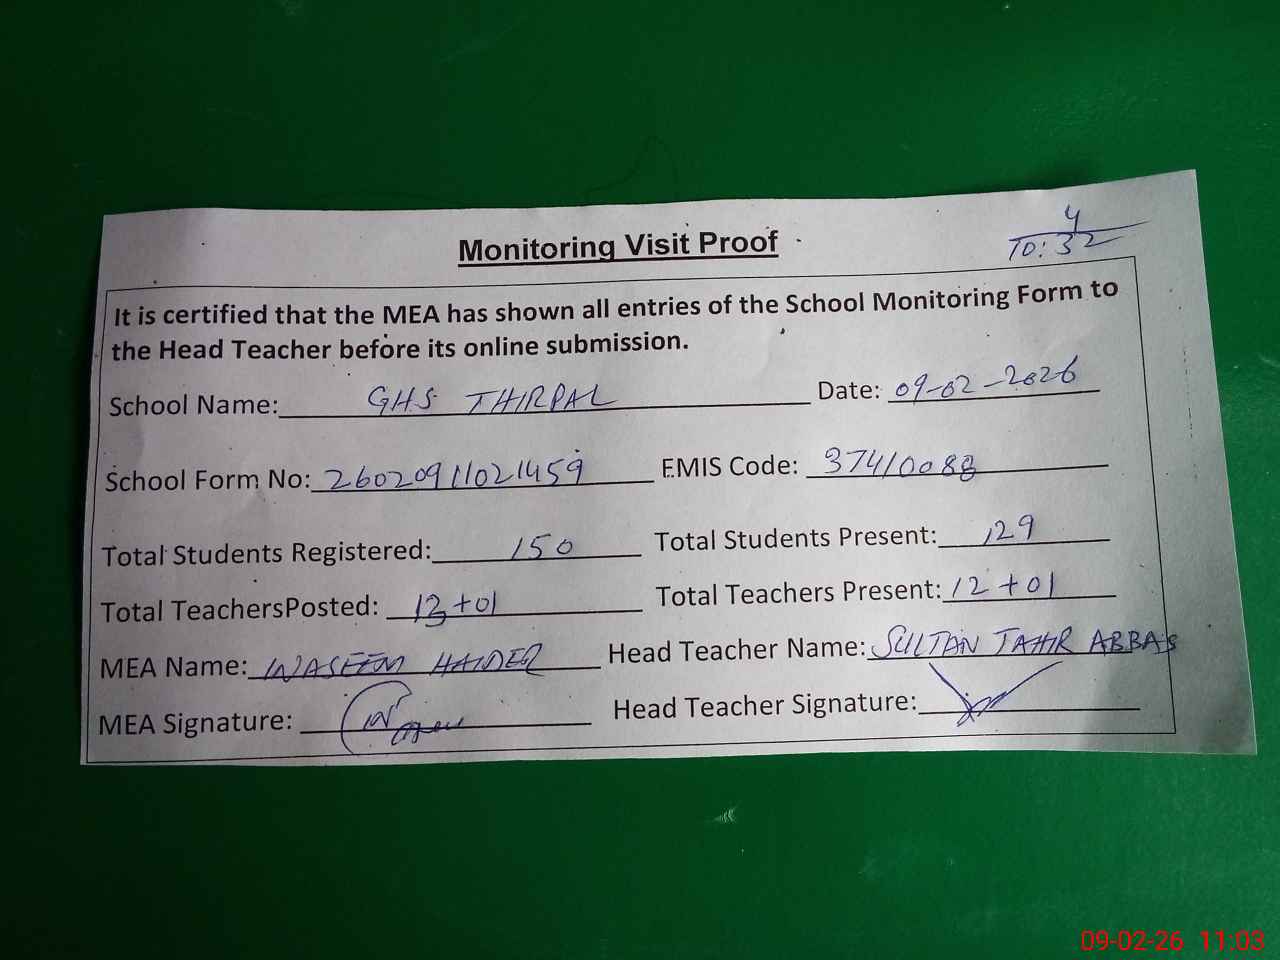 4
10:32
Monitoring Visit Proof
It is certified that the MEA has shown all entries of the School Monitoring Form to
the Head Teacher before its online submission.
School Name: GHS THIRPAL Date: 09-02-2026
School Form No: 26020911021459 EMIS Code: 37410088
Total Students Registered: 150 Total Students Present: 129
Total TeachersPosted: 13+01 Total Teachers Present: 12+01
MEA Name: WASEEM HAIDER Head Teacher Name: SULTAN TAHIR ABBAS
MEA Signature: Head Teacher Signature:
09-02-26 11:03